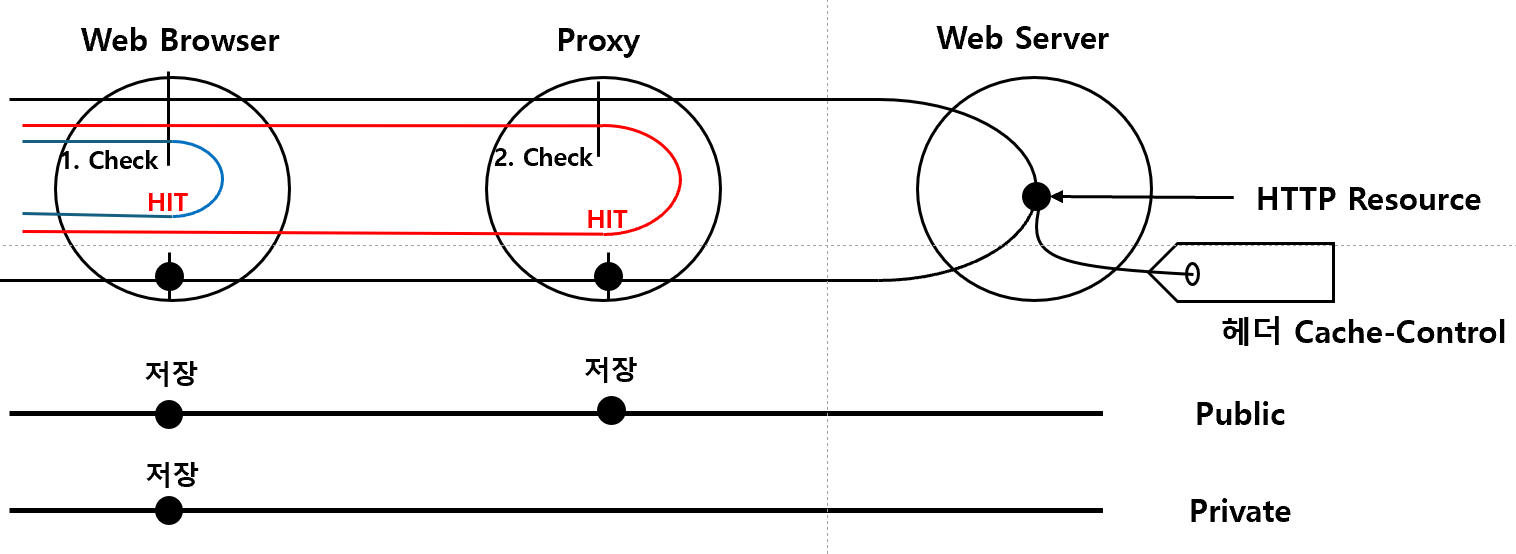 Web Browser
Proxy
Web Server
1. Check
2. Check
HIT
HIT
HTTP Resource
헤더 Cache-Control
저장
저장
Public
저장
Private